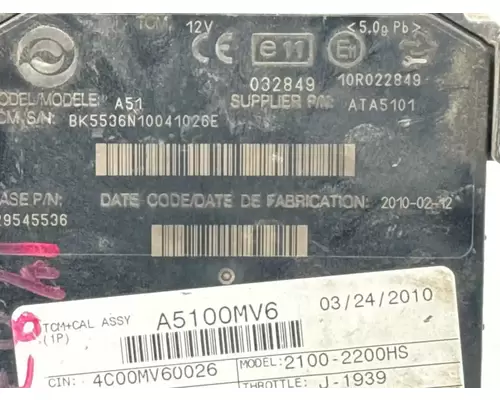 TCM 12V CE e11 E11 <5.0g Pb>
032849 10R022849
ODEL/MODELE A51 SUPPLIER P/N: ATA5101
CM S/N: BK5536N10041026E
ASE P/N: DATE CODE/DATE DE FABRICATION: 2010-02-12
29545536
TCM+CAL ASSY A5100MV6 03/24/2010
(1P)
CIN: 4C00MV60026 MODEL: 2100-2200HS
THROTTLE: J-1939